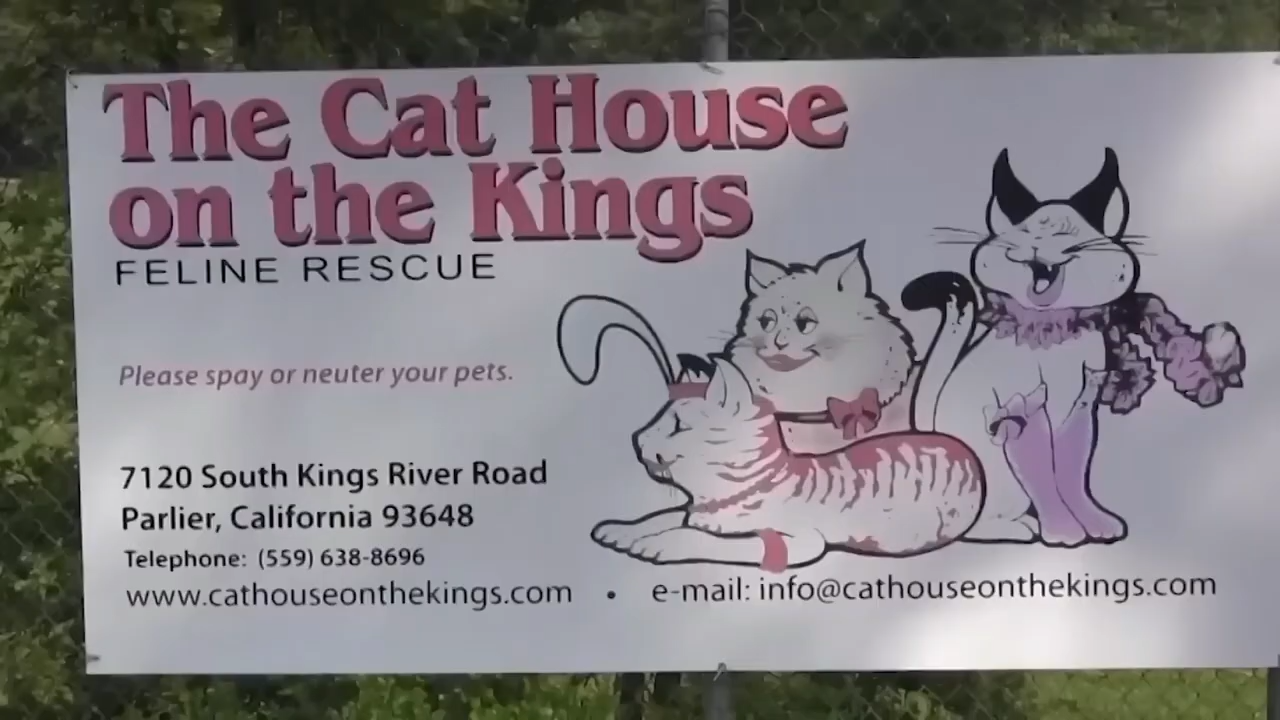 The Cat House
on the Kings
FELINE RESCUE
Please spay or neuter your pets.
7120 South Kings River Road
Parlier, California 93648
Telephone: (559) 638-8696
www.cathouseonthekings.com • e-mail: info@cathouseonthekings.com